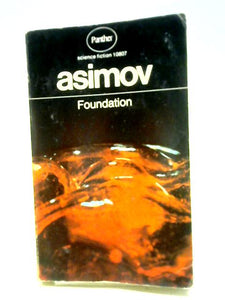 Panther
science fiction 10807
asimov
Foundation